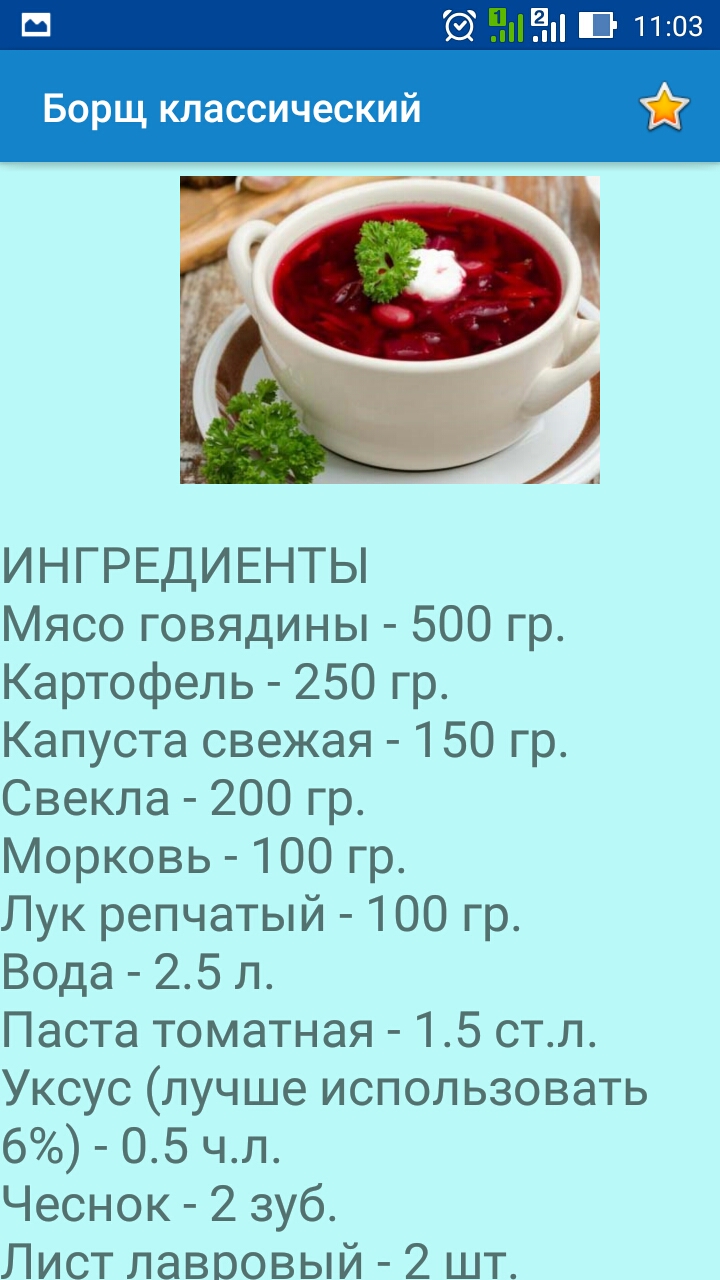 1 2 11:03
Борщ классический
ИНГРЕДИЕНТЫ
Мясо говядины - 500 гр.
Картофель - 250 гр.
Капуста свежая - 150 гр.
Свекла - 200 гр.
Морковь - 100 гр.
Лук репчатый - 100 гр.
Вода - 2.5 л.
Паста томатная - 1.5 ст.л.
Уксус (лучше использовать
6%) - 0.5 ч.л.
Чеснок - 2 зуб.
Лист лавровый - 2 шт.